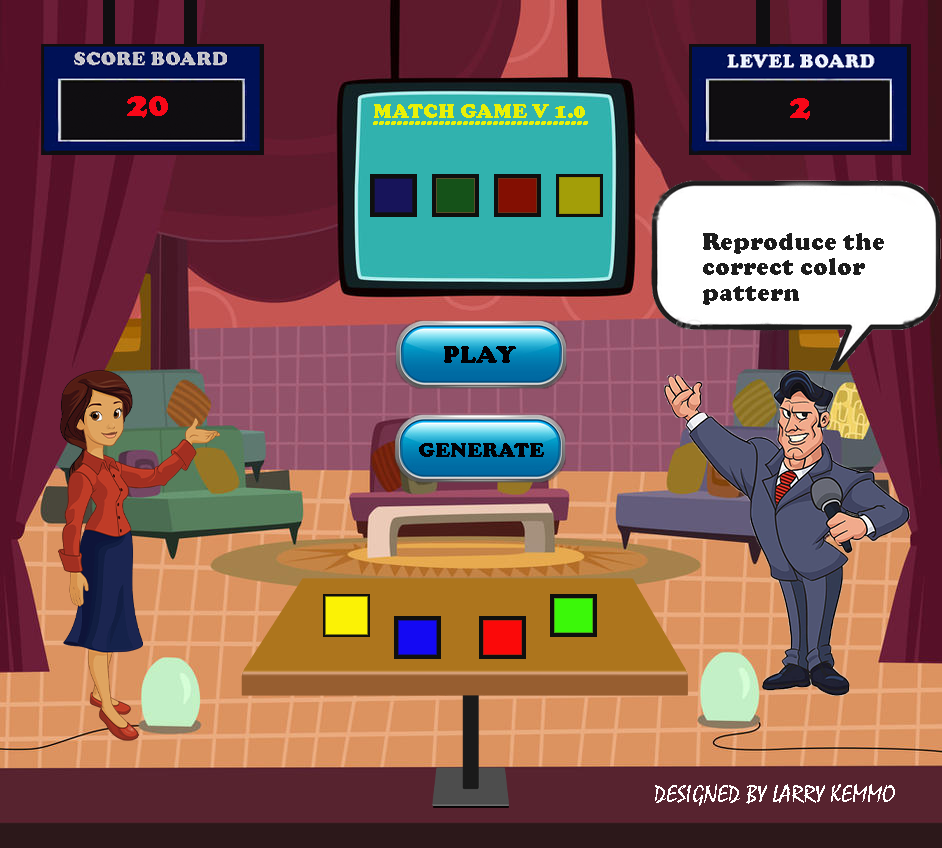 SCORE BOARD
20
MATCH GAME V 1.0
LEVEL BOARD
2
Reproduce the
correct color
pattern
PLAY
GENERATE
DESIGNED BY LARRY KEMMO